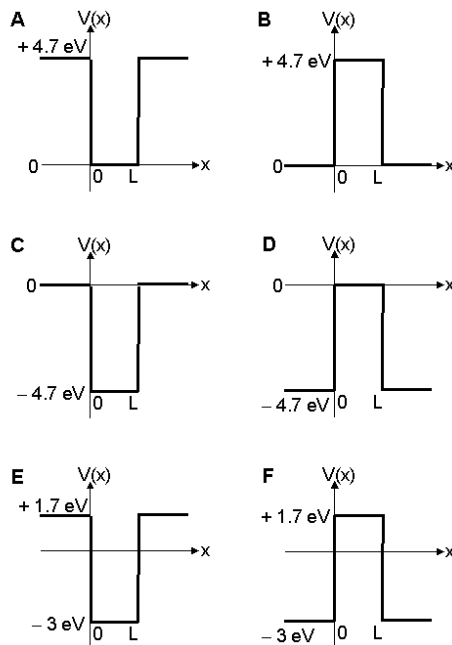 A
V(x)
+ 4.7 eV
0
0
L
x
B
V(x)
+ 4.7 eV
0
0
L
x
C
V(x)
0
x
− 4.7 eV
0
L
D
V(x)
0
x
− 4.7 eV
0
L
E
V(x)
+ 1.7 eV
x
− 3 eV
0
L
F
V(x)
+ 1.7 eV
x
− 3 eV
0
L